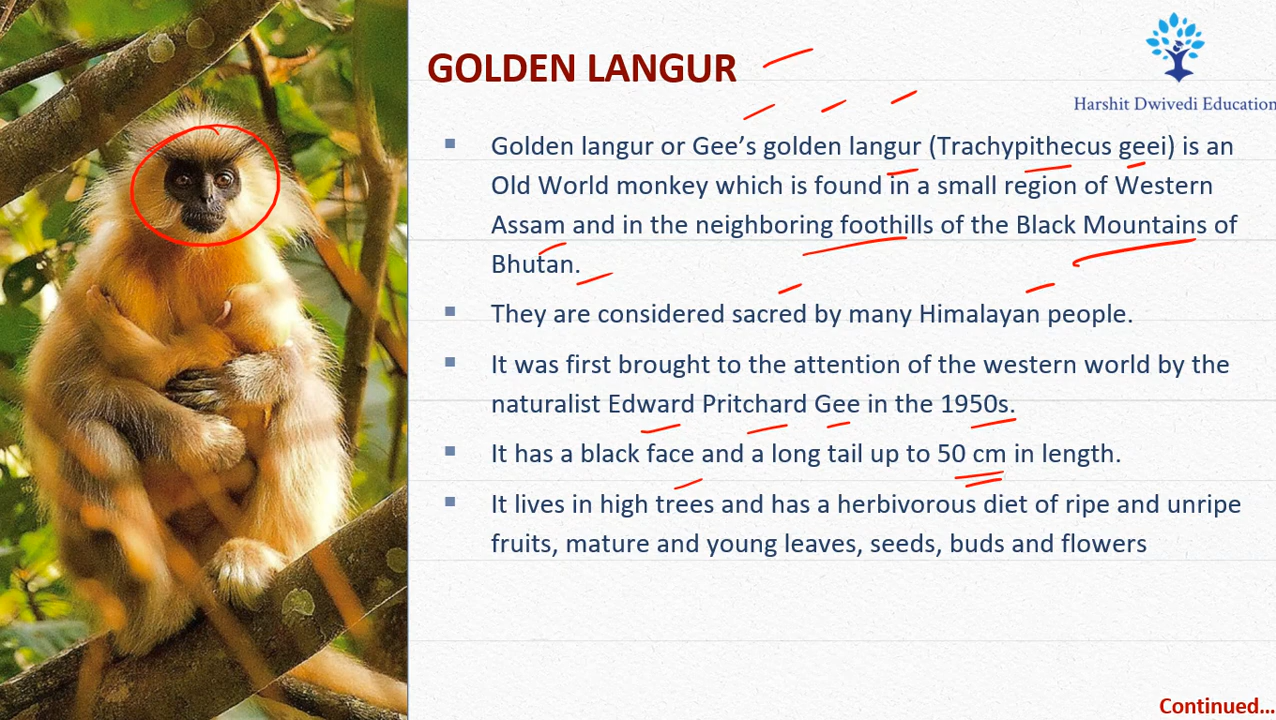 GOLDEN LANGUR
Harshit Dwivedi Education
▪ Golden langur or Gee's golden langur (Trachypithecus geei) is an
Old World monkey which is found in a small region of Western
Assam and in the neighboring foothills of the Black Mountains of
Bhutan.
▪ They are considered sacred by many Himalayan people.
▪ It was first brought to the attention of the western world by the
naturalist Edward Pritchard Gee in the 1950s.
▪ It has a black face and a long tail up to 50 cm in length.
▪ It lives in high trees and has a herbivorous diet of ripe and unripe
fruits, mature and young leaves, seeds, buds and flowers
Continued...